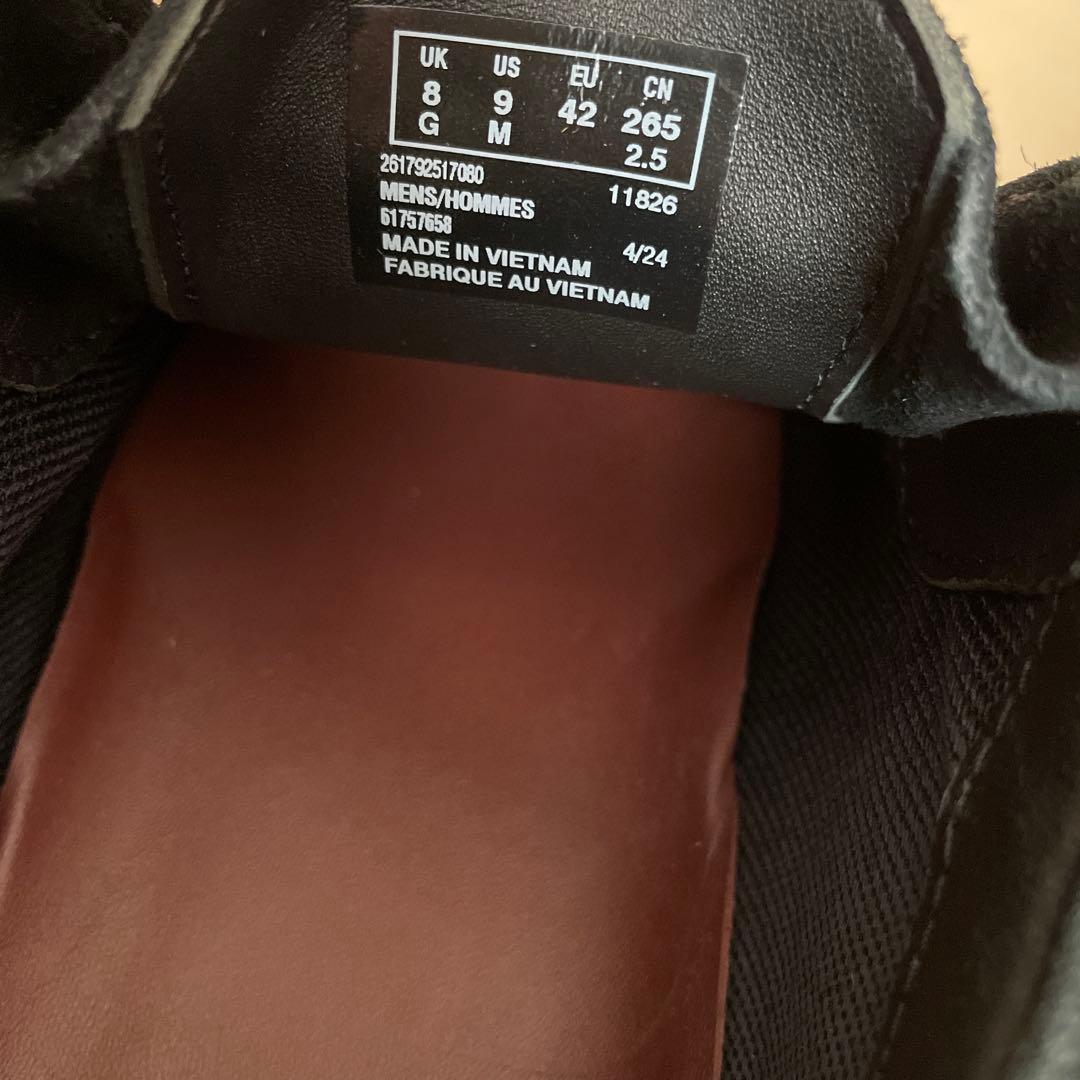 UK US EU CN
8 9 42 265
G M 2.5
261792517080 11826
MENS/HOMMES
61757658
MADE IN VIETNAM 4/24
FABRIQUE AU VIETNAM